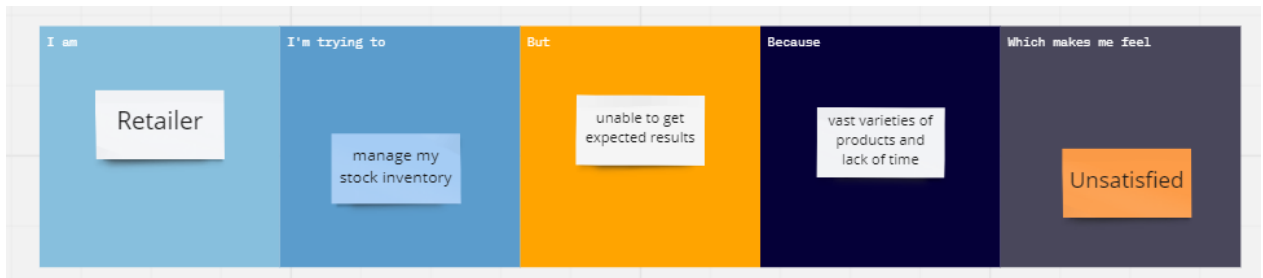 I am
Retailer
I'm trying to
manage my
stock inventory
But
unable to get
expected results
Because
vast varieties of
products and
lack of time
Which makes me feel
Unsatisfied